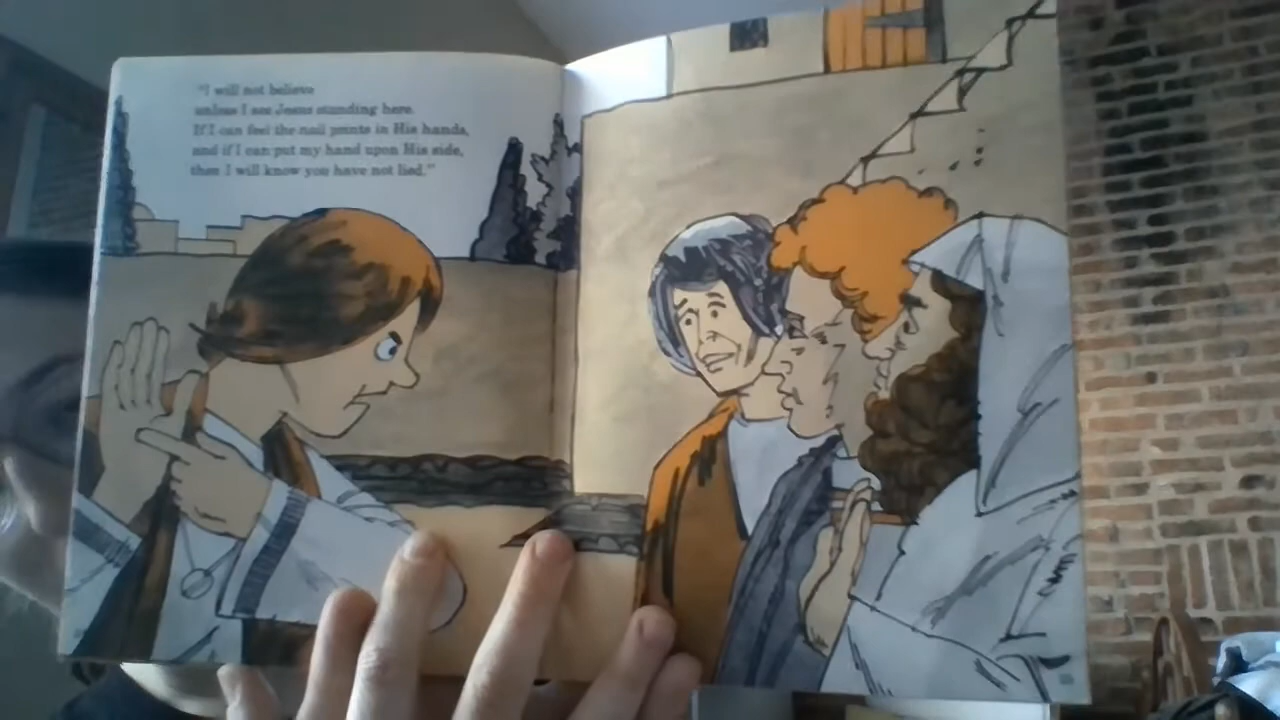 "I will not believe
unless I see Jesus standing here.
If I can feel the nail prints in His hands,
and if I can put my hand upon His side,
then I will know you have not lied."